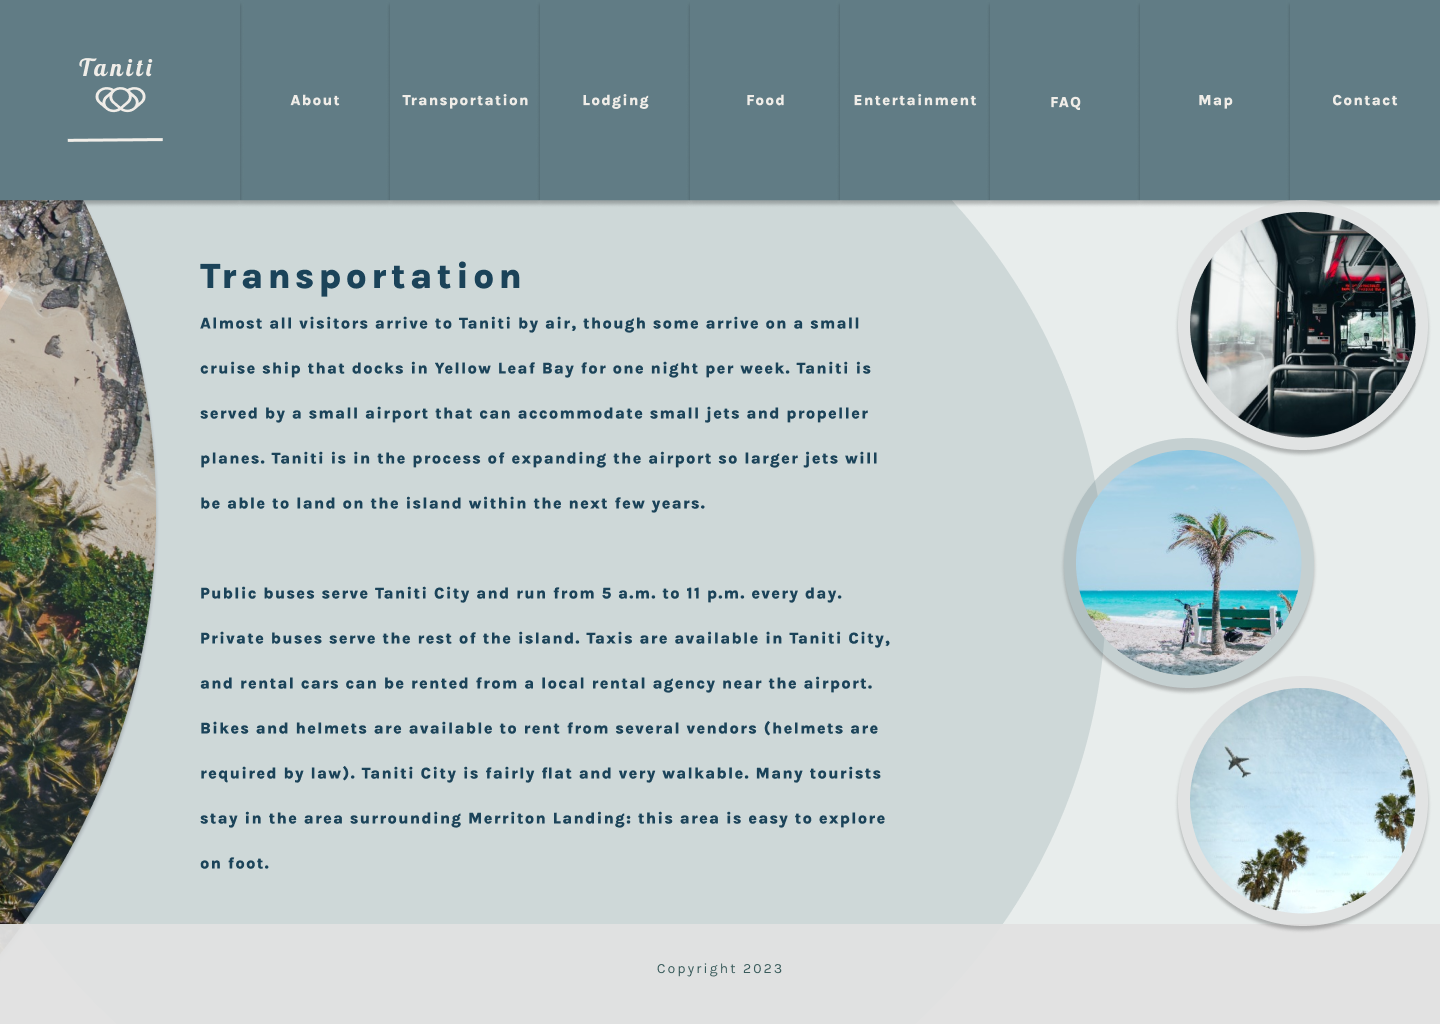 Taniti
About
Transportation
Lodging
Food
Entertainment
FAQ
Map
Contact
Transportation
Almost all visitors arrive to Taniti by air, though some arrive on a small
cruise ship that docks in Yellow Leaf Bay for one night per week. Taniti is
served by a small airport that can accommodate small jets and propeller
planes. Taniti is in the process of expanding the airport so larger jets will
be able to land on the island within the next few years.
Public buses serve Taniti City and run from 5 a.m. to 11 p.m. every day.
Private buses serve the rest of the island. Taxis are available in Taniti City,
and rental cars can be rented from a local rental agency near the airport.
Bikes and helmets are available to rent from several vendors (helmets are
required by law). Taniti City is fairly flat and very walkable. Many tourists
stay in the area surrounding Merriton Landing: this area is easy to explore
on foot.
Copyright 2023